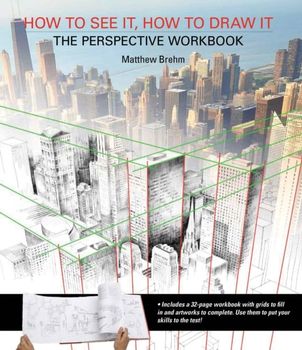 HOW TO SEE IT, HOW TO DRAW IT
THE PERSPECTIVE WORKBOOK
Matthew Brehm
• Includes a 32-page workbook with grids to fill
in and artworks to complete. Use them to put your
skills to the test!